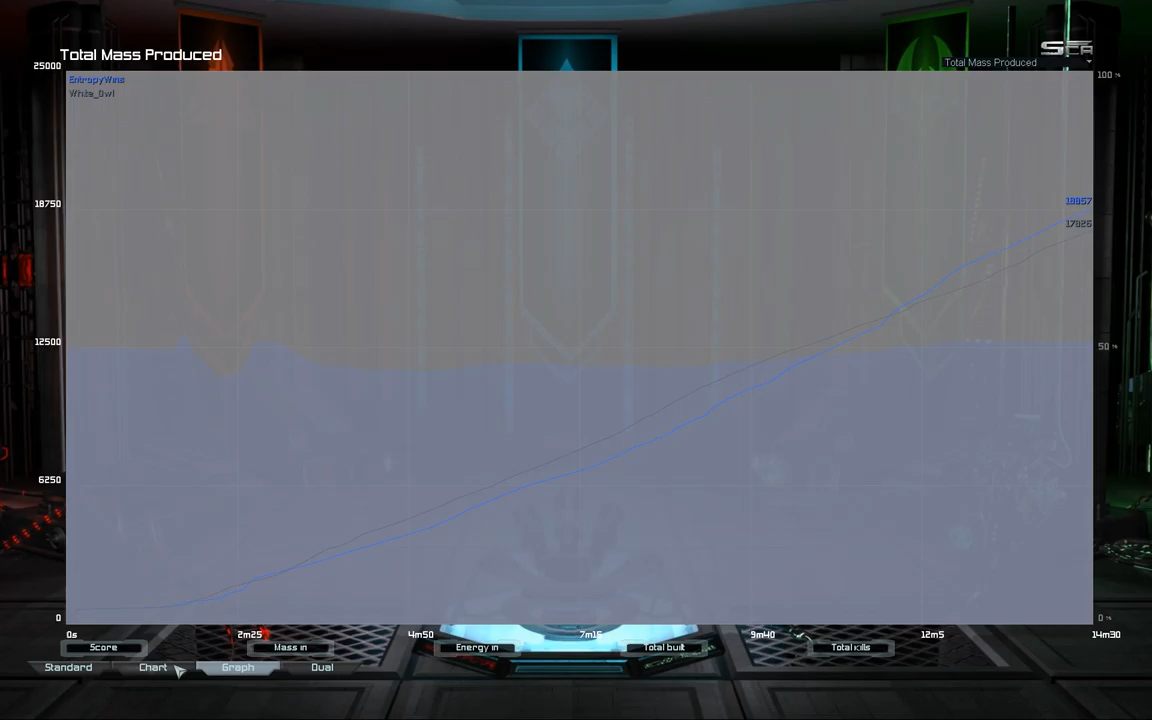 Total Mass Produced
25000
Total Mass Produced
100 %
EntropyWins
White_Owl
18750
18857
17826
12500
50 %
6250
0
0 %
0s
2m25
4m50
7m15
9m40
12m5
14m30
Score
Mass in
Energy in
Total built
Total kills
Standard
Chart
Graph
Dual